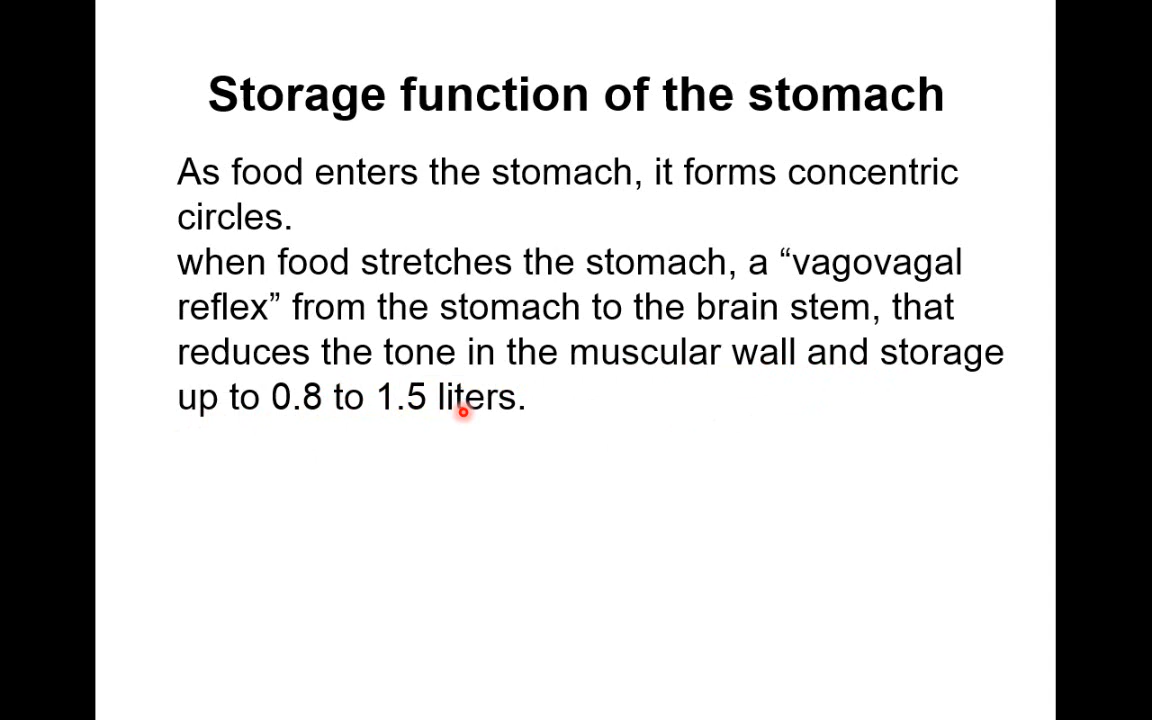 Storage function of the stomach
As food enters the stomach, it forms concentric
circles.
when food stretches the stomach, a “vagovagal
reflex” from the stomach to the brain stem, that
reduces the tone in the muscular wall and storage
up to 0.8 to 1.5 liters.